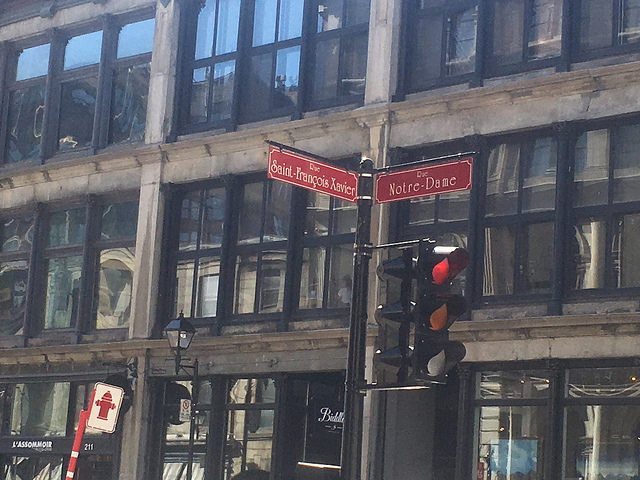 Rue
Saint-François Xavier
Rue
Notre-Dame
L'ASSOMMOIR
211